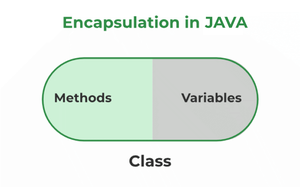 Encapsulation in JAVA
Methods Variables
Class